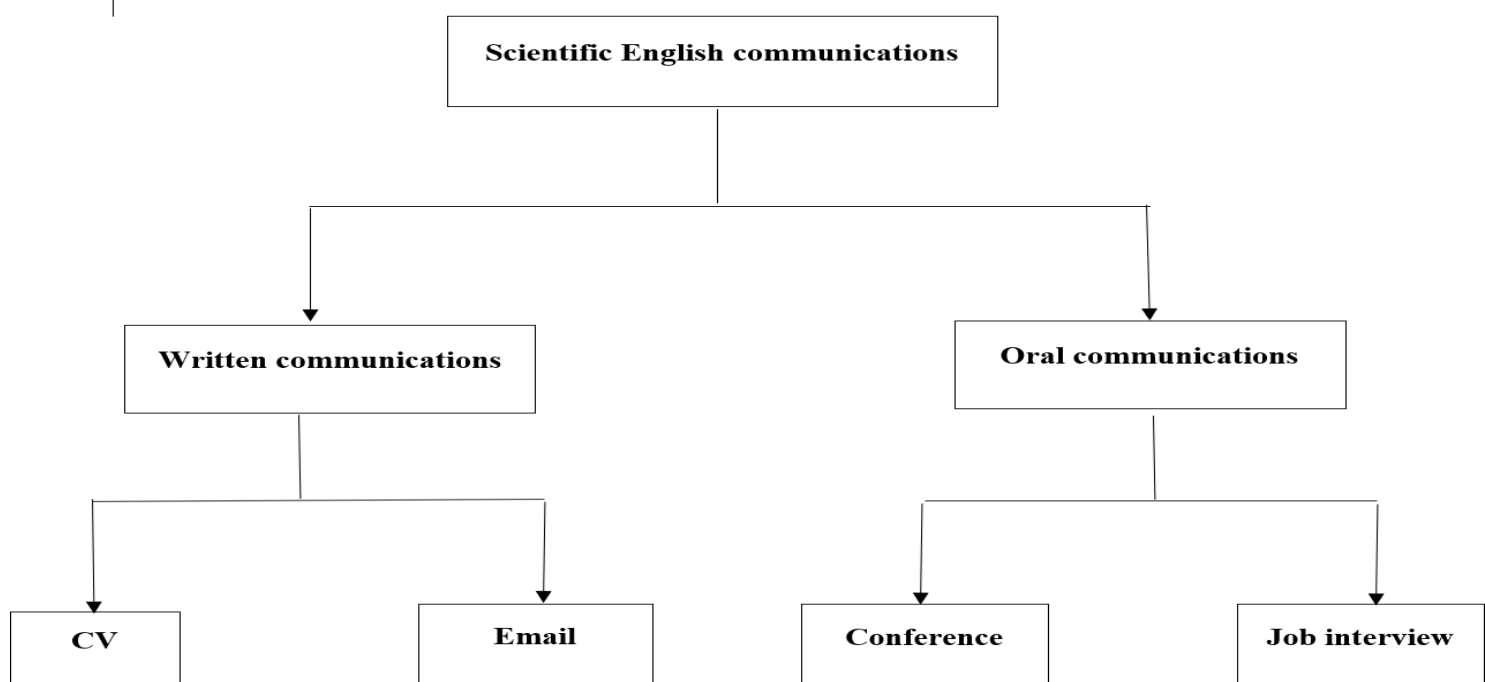 Scientific English communications
Written communications
Oral communications
CV
Email
Conference
Job interview